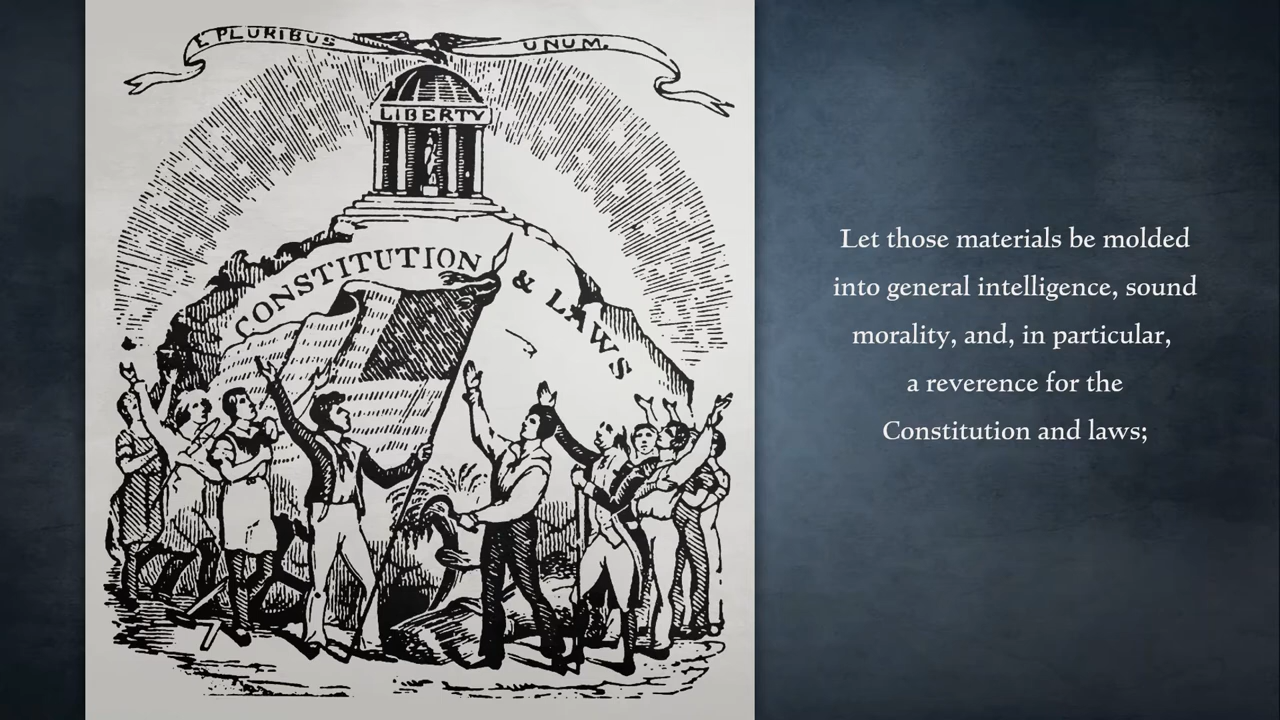 E PLURIBUS UNUM.
LIBERTY
CONSTITUTION & LAWS
Let those materials be molded
into general intelligence, sound
morality, and, in particular,
a reverence for the
Constitution and laws;